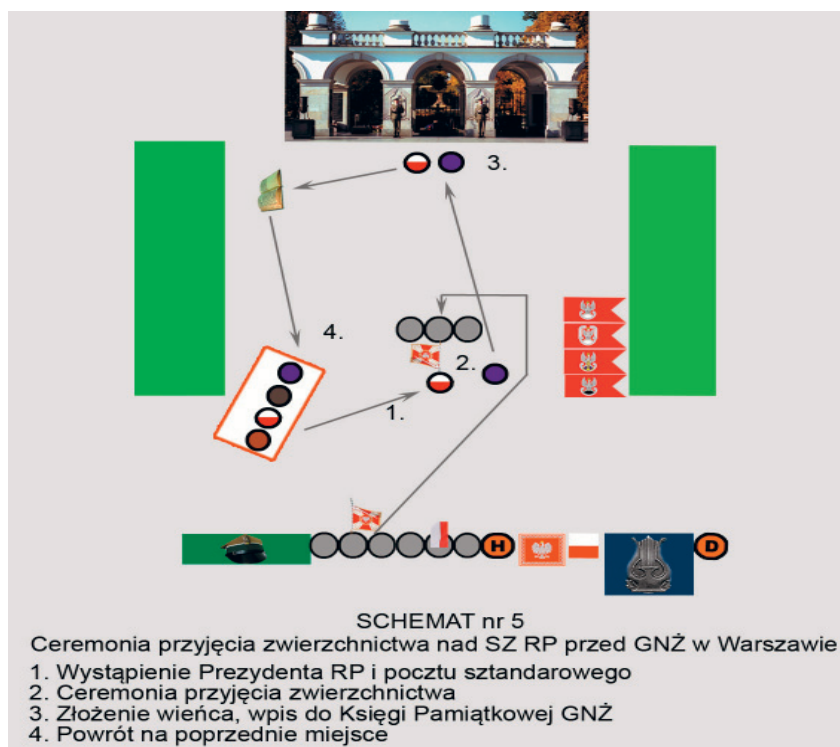 3.
4.
2.
1.
H
D
SCHEMAT nr 5
Ceremonia przyjęcia zwierzchnictwa nad SZ RP przed GNŻ w Warszawie
1. Wystąpienie Prezydenta RP i pocztu sztandarowego
2. Ceremonia przyjęcia zwierzchnictwa
3. Złożenie wieńca, wpis do Księgi Pamiątkowej GNŻ
4. Powrót na poprzednie miejsce